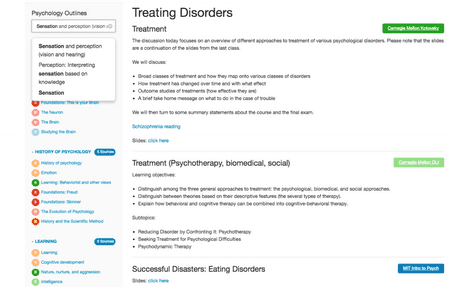 Psychology Outlines
Sensation and perception (vision a
Sensation and perception
(vision and hearing)
Perception: Interpreting
sensation based on
knowledge
Sensation
Foundations: This is your Brain
The Neuron
The Brain
Studying the Brain
- HISTORY OF PSYCHOLOGY
5 Sources
History of psychology
Emotion
Learning: Behaviorist and other views
Foundations: Freud
Foundations: Skinner
The Evolution of Psychology
History and the Scientific Method
- LEARNING
6 Sources
Learning
Cognitive development
Nature, nurture, and aggression
Intelligence
Treating Disorders
Treatment
Carnegie Mellon Kotovsky
The discussion today focuses on an overview of different approaches to treatment of various psychological disorders. Please note that the slides
are a continuation of the slides from the last class.
We will discuss:
• Broad classes of treatment and how they map onto various classes of disorders
• How treatment has changed over time and with what effect
• Outcome studies of treatments (how effective they are)
• A brief take home message on what to do in the case of trouble
We will then turn to some summary statements about the course and the final exam.
Schizophrenia reading
Slides: click here
Treatment (Psychotherapy, biomedical, social)
Carnegie Mellon OLI
Learning objectives:
• Distinguish among the three general approaches to treatment: the psychological, biomedical, and social approaches.
• Distinguish between theories based on their descriptive features (the several types of therapy).
• Explain how behavioral and cognitive therapy can be combined into cognitive-behavioral therapy.
Subtopics:
• Reducing Disorder by Confronting It: Psychotherapy
• Seeking Treatment for Psychological Difficulties
• Psychodynamic Therapy
Successful Disasters: Eating Disorders
MIT Intro to Psych
Slides: click here